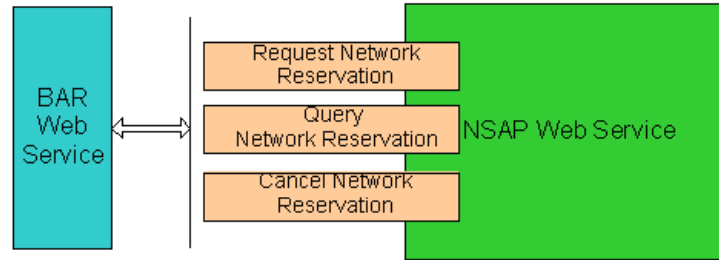 BAR
Web
Service
Request Network
Reservation
Query
Network Reservation
Cancel Network
Reservation
NSAP Web Service